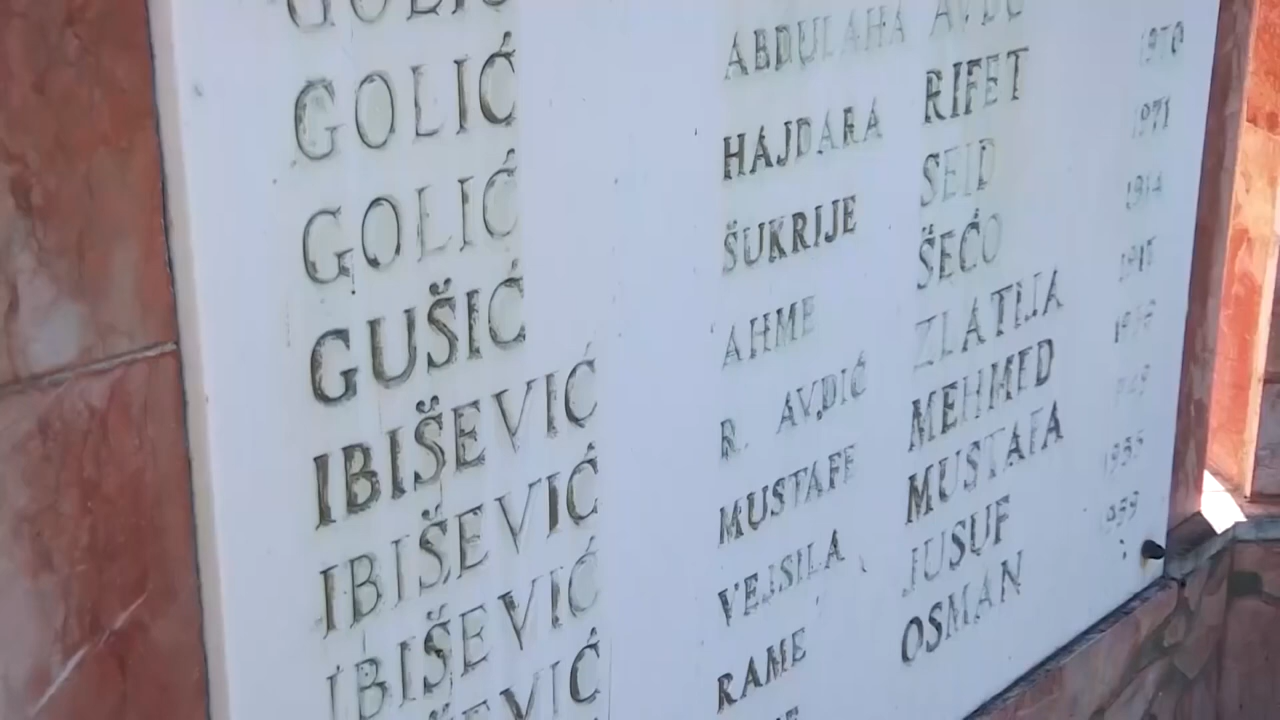 GOLIĆ
GOLIĆ ABDULAHA AVDO
GOLIĆ HAJDARA RIFET 1970
GUŠIĆ ŠUKRIJE SEID 1971
IBIŠEVIĆ AHME ŠEĆO
IBIŠEVIĆ R. AVDIĆ ZLATIJA
IBIŠEVIĆ MUSTAFE MEHMED
VEJSILA MUSTAFA
RAME JUSUF
OSMAN